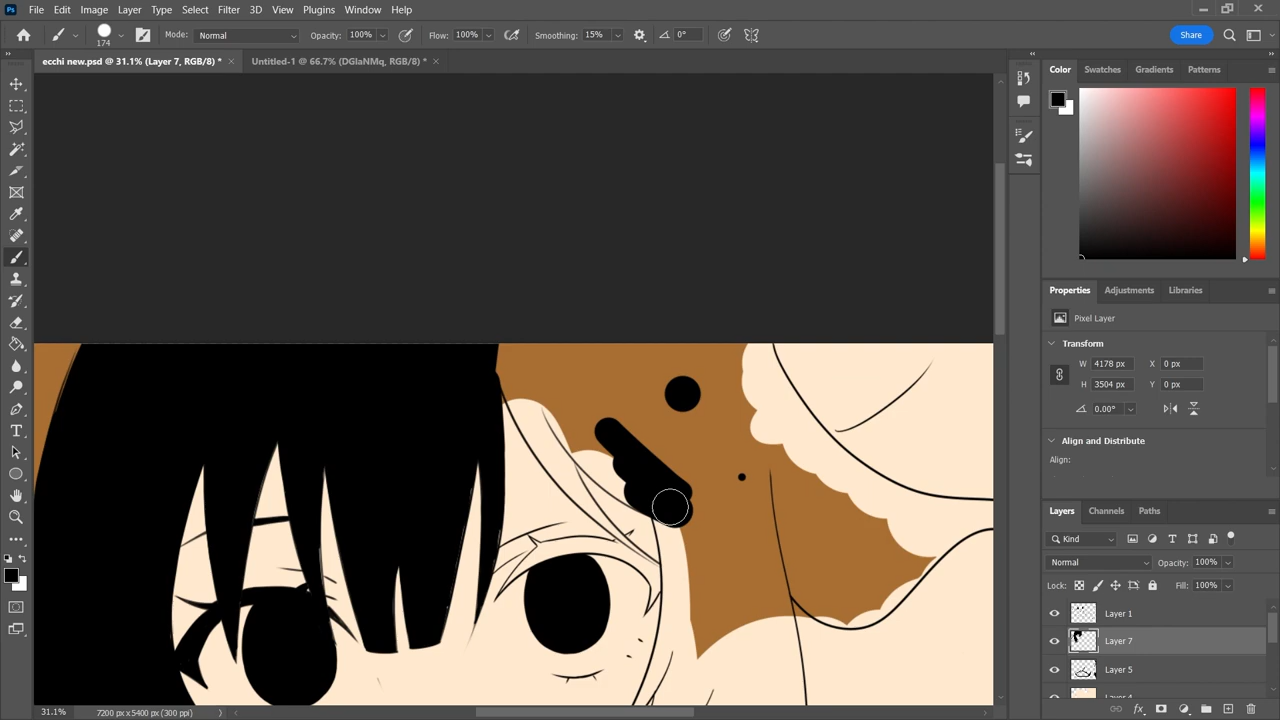 Ps File Edit Image Layer Type Select Filter 3D View Plugins Window Help
174 Mode: Normal Opacity: 100% Flow: 100% Smoothing: 15% 0° Share
ecchi new.psd @ 31.1% (Layer 7, RGB/8) * × Untitled-1 @ 66.7% (DGlaNMq, RGB/8) * ×
Color Swatches Gradients Patterns
Properties Adjustments Libraries
Pixel Layer
Transform
W 4178 px X 0 px
H 3504 px Y 0 px
0.00°
Align and Distribute
Align:
Layers Channels Paths
Kind
Normal Opacity: 100%
Lock: Fill: 100%
Layer 1
Layer 7
Layer 5
Layer 4
31.1% 7200 px x 5400 px (300 ppi)